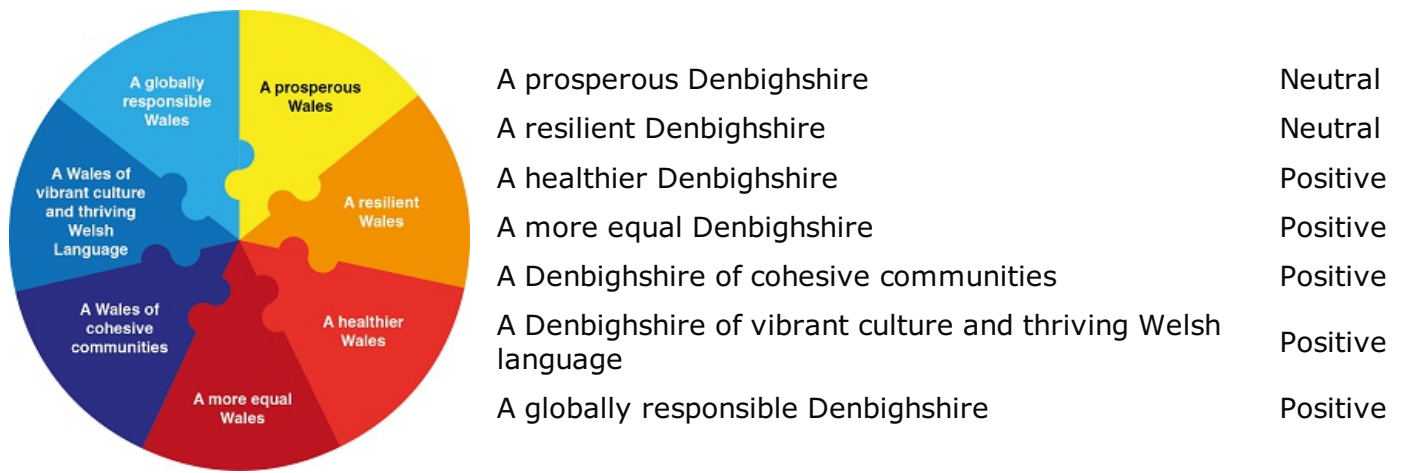 A globally
responsible
Wales
A prosperous
Wales
A resilient
Wales
A healthier
Wales
A more equal
Wales
A Wales of
cohesive
communities
A Wales of
vibrant culture
and thriving
Welsh
Language
A prosperous Denbighshire Neutral
A resilient Denbighshire Neutral
A healthier Denbighshire Positive
A more equal Denbighshire Positive
A Denbighshire of cohesive communities Positive
A Denbighshire of vibrant culture and thriving Welsh
language Positive
A globally responsible Denbighshire Positive